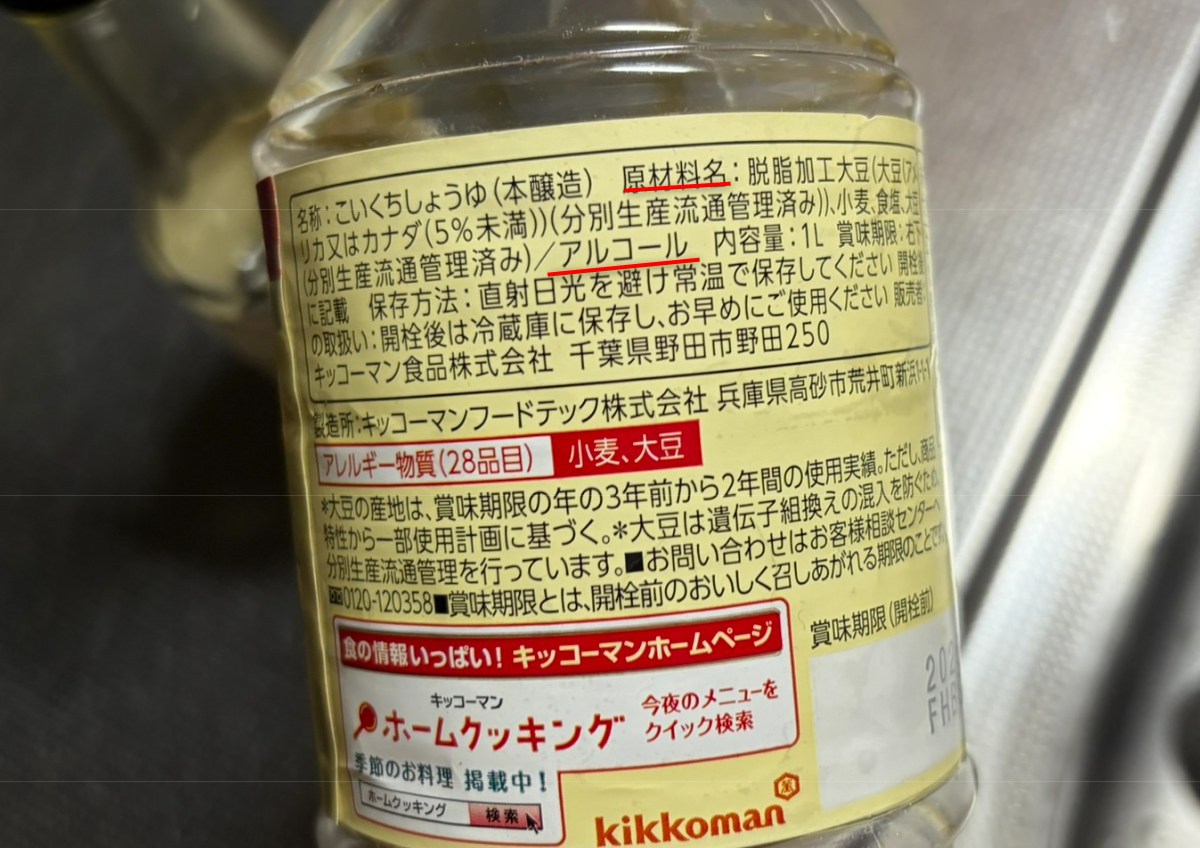 名称：こいくちしょうゆ(本醸造)　原材料名：脱脂加工大豆(大豆(アメ
リカ又はカナダ(5%未満))(分別生産流通管理済み))、小麦、食塩、大豆
(分別生産流通管理済み)／アルコール　内容量：1L　賞味期限：右下
に記載　保存方法：直射日光を避け常温で保存してください 開栓後
の取扱い：開栓後は冷蔵庫に保存し、お早めにご使用ください 販売者：
キッコーマン食品株式会社 千葉県野田市野田250
製造所：キッコーマンフードテック株式会社 兵庫県高砂市荒井町新浜1-1-1
アレルギー物質(28品目)　小麦、大豆
*大豆の産地は、賞味期限の年の3年前から2年間の使用実績。ただし、商品
特性から一部使用計画に基づく。*大豆は遺伝子組換えの混入を防ぐため、
分別生産流通管理を行っています。■お問い合わせはお客様相談センターへ
0120-120358■賞味期限とは、開栓前のおいしく召しあがれる期限のことです
食の情報いっぱい！キッコーマンホームページ
賞味期限(開栓前)
キッコーマン
ホームクッキング
今夜のメニューを
クイック検索
202
FH
季節のお料理 掲載中！
ホームクッキング　検索
kikkoman
萬